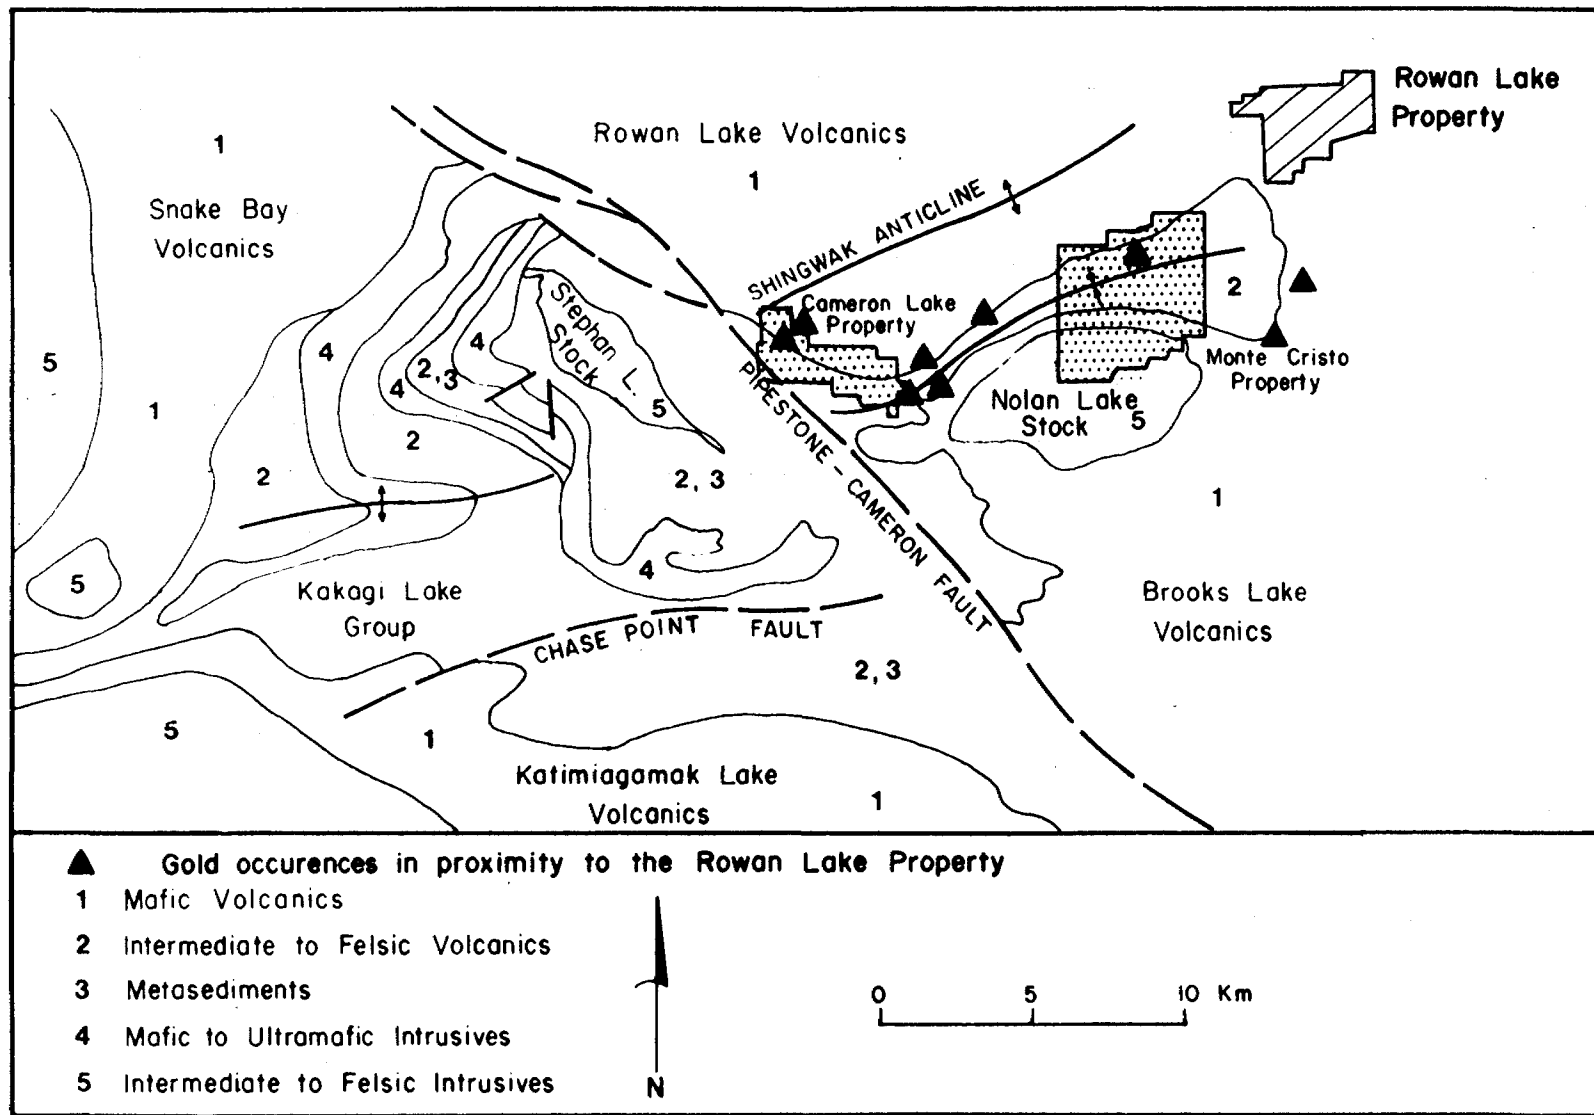 Rowan Lake
Property
Rowan Lake Volcanics
1
1
Snake Bay
Volcanics
SHINGWAK ANTICLINE
Stephan L.
Stock
Cameron Lake
Property
2
5
4
4
2,3
4
1
5
Monte Cristo
Property
Nolan Lake
Stock
5
2
2
2,3
1
PIPESTONE - CAMERON FAULT
5
4
Kakagi Lake
Group
Brooks Lake
Volcanics
CHASE POINT FAULT
2,3
5
1
Katimiagamak Lake
Volcanics
1
▲ Gold occurences in proximity to the Rowan Lake Property
1 Mafic Volcanics
2 Intermediate to Felsic Volcanics
3 Metasediments
4 Mafic to Ultramafic Intrusives
5 Intermediate to Felsic Intrusives
N
0 5 10 Km